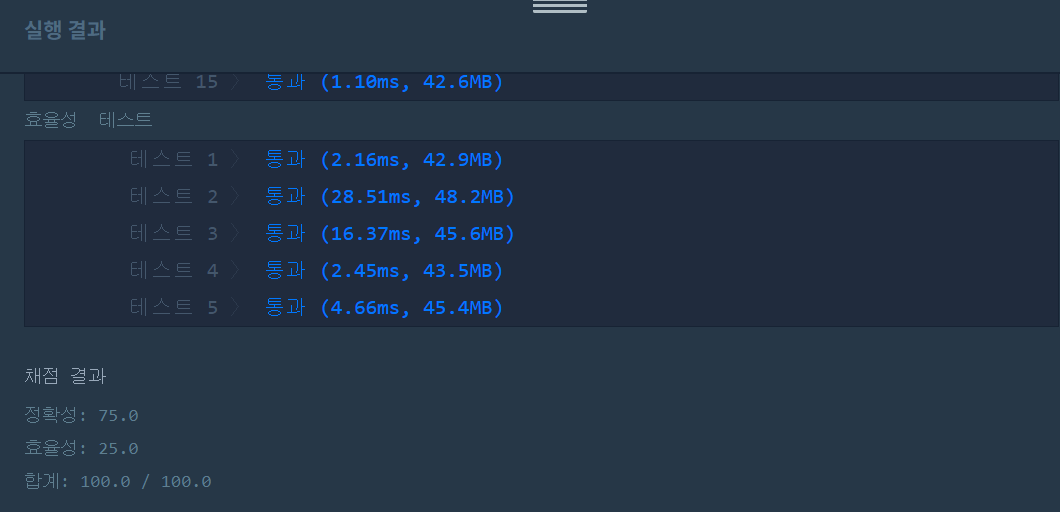 실행 결과
테스트 15 〉 통과 (1.10ms, 42.6MB)
효율성 테스트
테스트 1 〉 통과 (2.16ms, 42.9MB)
테스트 2 〉 통과 (28.51ms, 48.2MB)
테스트 3 〉 통과 (16.37ms, 45.6MB)
테스트 4 〉 통과 (2.45ms, 43.5MB)
테스트 5 〉 통과 (4.66ms, 45.4MB)
채점 결과
정확성: 75.0
효율성: 25.0
합계: 100.0 / 100.0